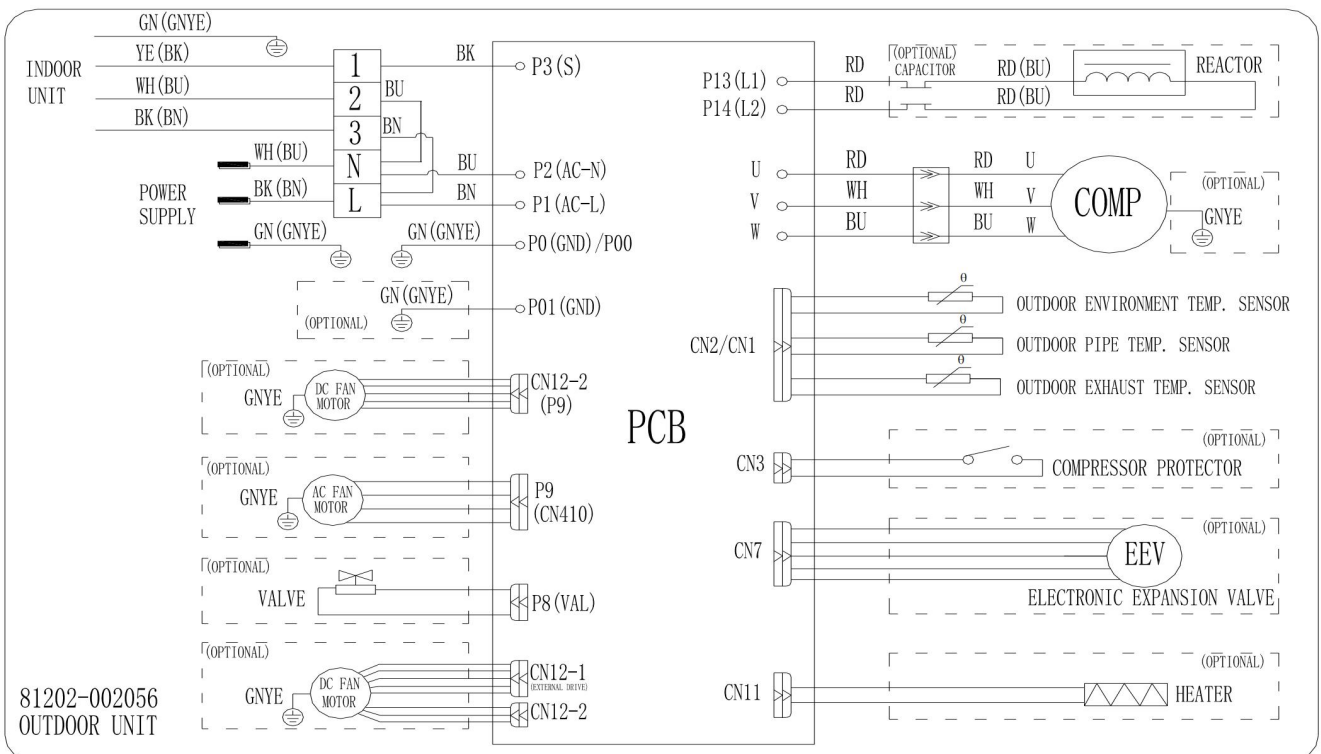 GN(GNYE)
YE(BK)
INDOOR
UNIT
WH(BU)
BK(BN)
1
2
3
N
L
BK
BU
BN
BU
BN
P3(S)
P2(AC-N)
P1(AC-L)
POWER
SUPPLY
WH(BU)
BK(BN)
GN(GNYE)
GN(GNYE)
P0(GND)/P00
GN(GNYE)
(OPTIONAL)
P01(GND)
(OPTIONAL)
GNYE
DC FAN
MOTOR
CN12-2
(P9)
(OPTIONAL)
GNYE
AC FAN
MOTOR
P9
(CN410)
(OPTIONAL)
VALVE
P8(VAL)
(OPTIONAL)
GNYE
DC FAN
MOTOR
CN12-1
(EXTERNAL DRIVE)
CN12-2
81202-002056
OUTDOOR UNIT
PCB
P13(L1)
P14(L2)
RD
RD
(OPTIONAL)
CAPACITOR
RD(BU)
RD(BU)
REACTOR
U
V
W
RD
WH
BU
RD
WH
BU
U
V
W
COMP
(OPTIONAL)
GNYE
CN2/CN1
θ
OUTDOOR ENVIRONMENT TEMP. SENSOR
θ
OUTDOOR PIPE TEMP. SENSOR
θ
OUTDOOR EXHAUST TEMP. SENSOR
CN3
(OPTIONAL)
COMPRESSOR PROTECTOR
CN7
(OPTIONAL)
EEV
ELECTRONIC EXPANSION VALVE
CN11
(OPTIONAL)
HEATER